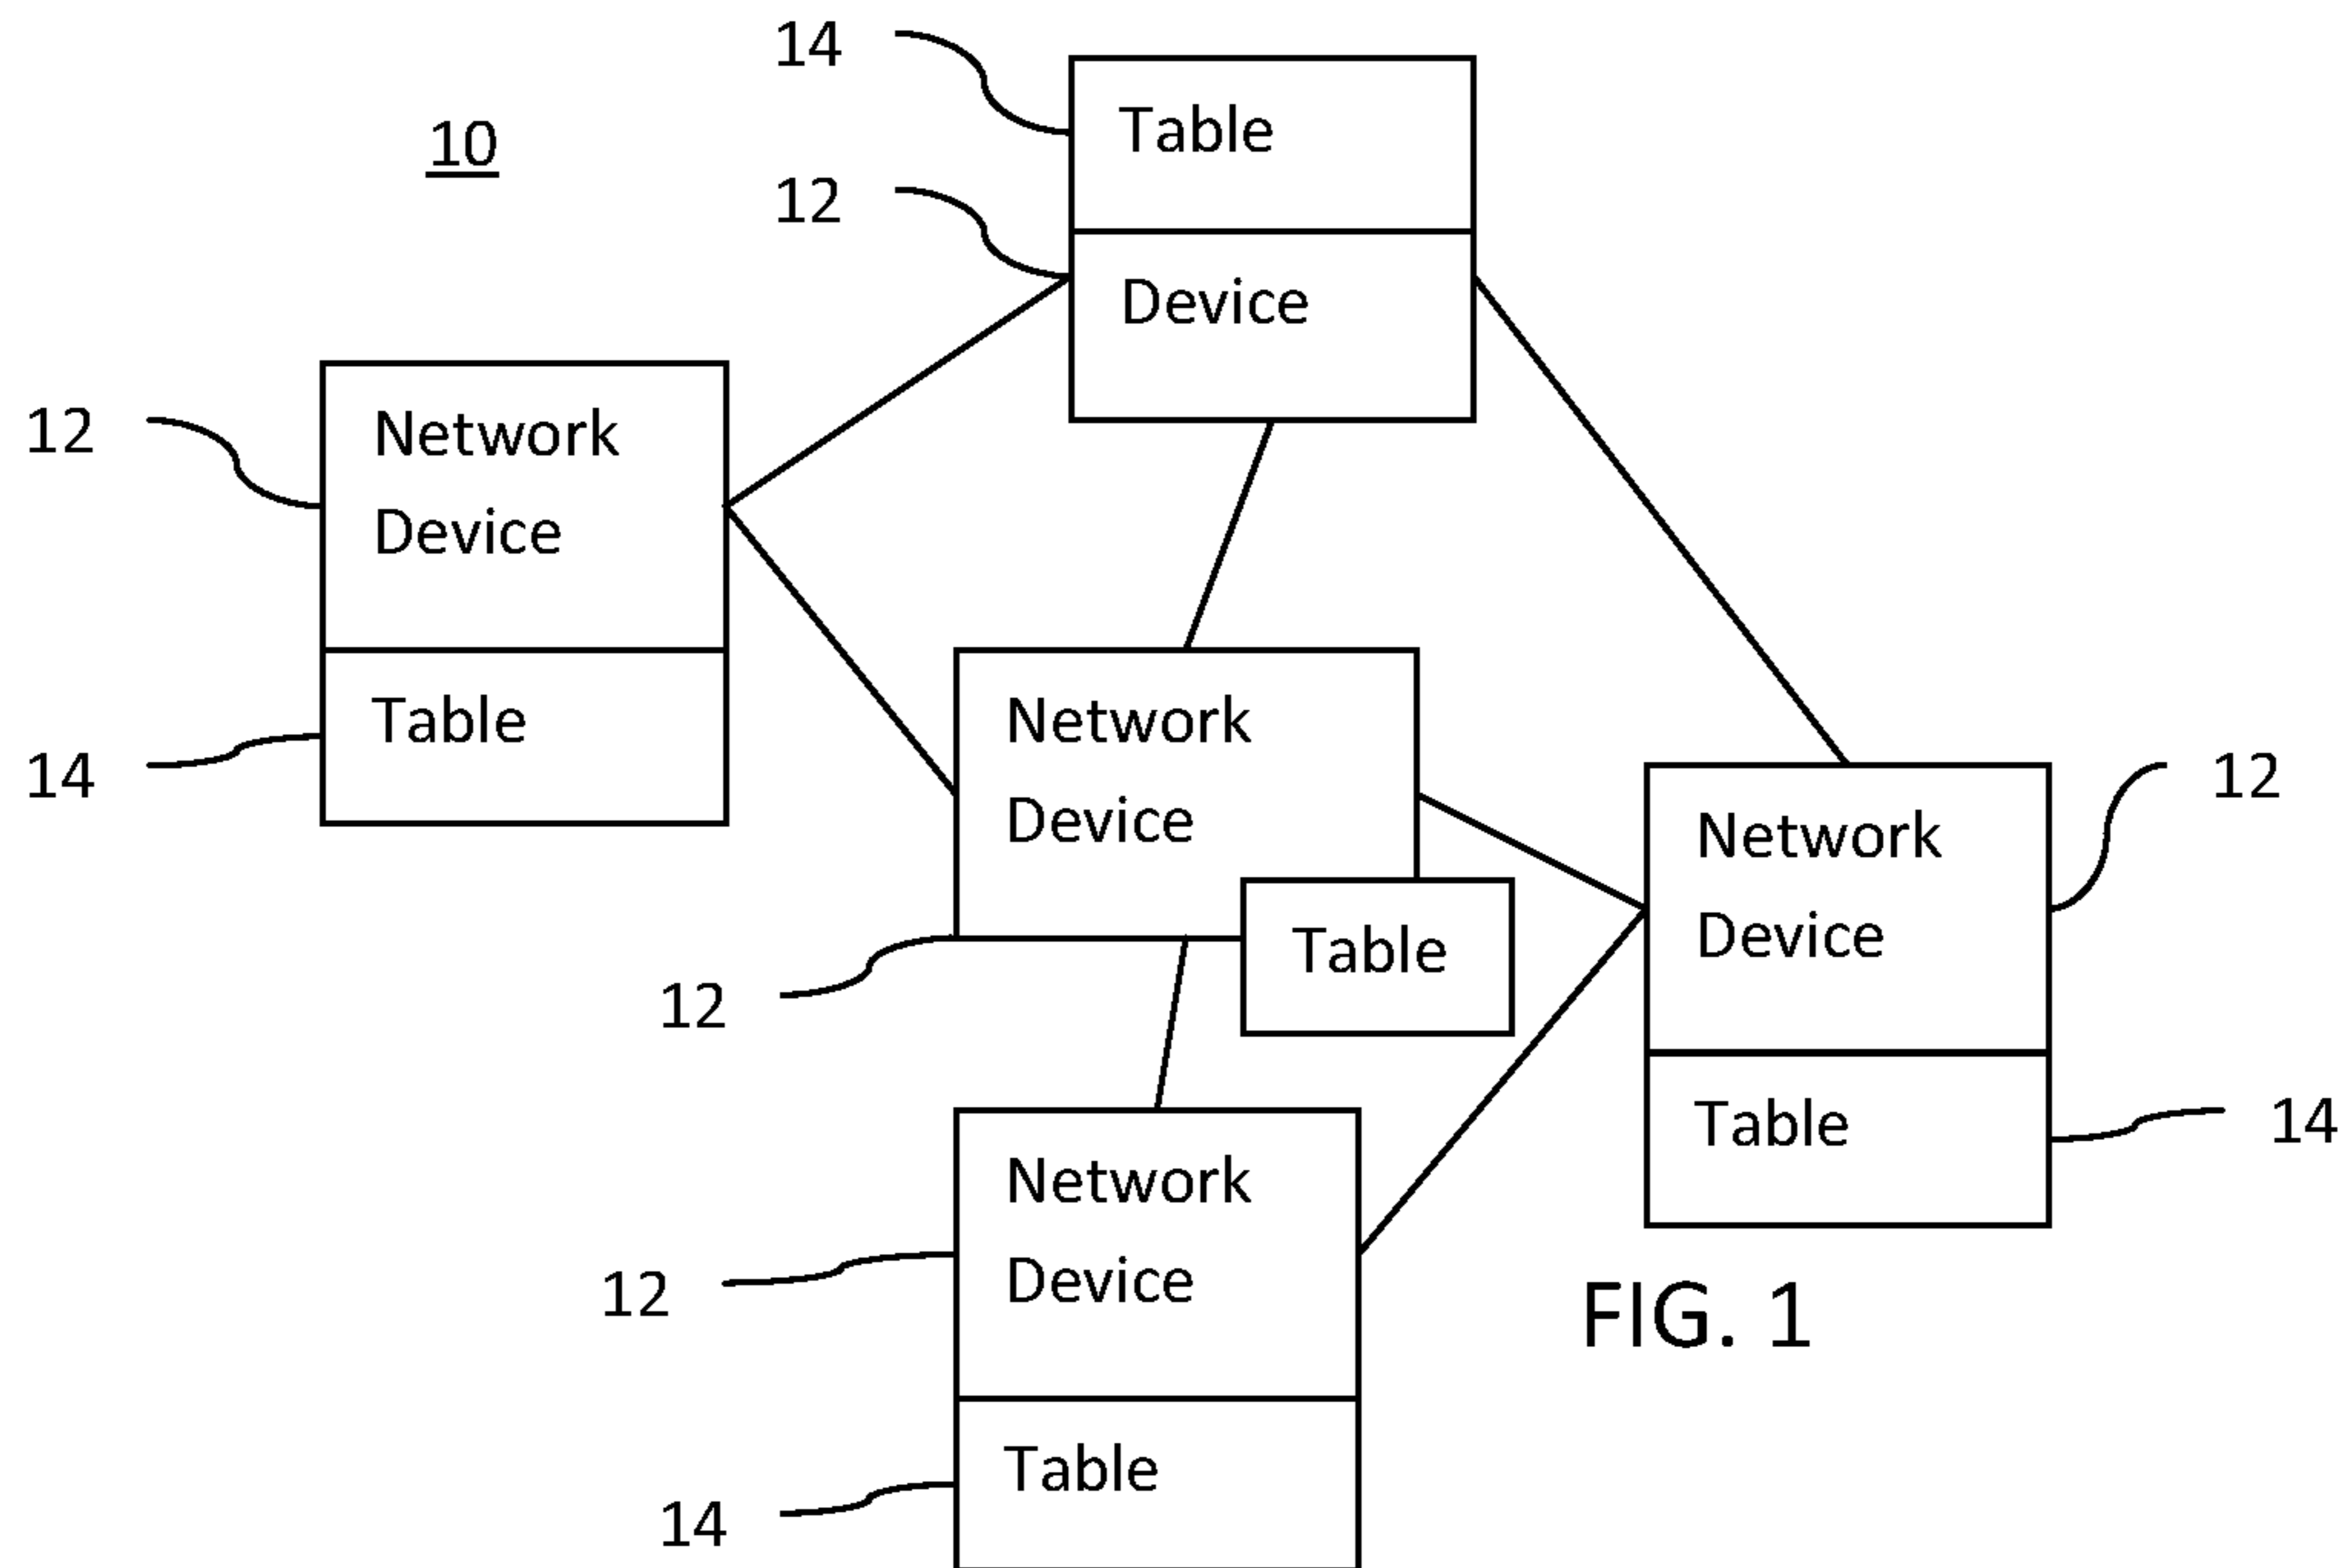 14
Table
10
12
Device
12
Network
Device
Table
14
Network
Device
Table
12
12
Network
Device
Table
14
Network
Device
12
Table
14
FIG. 1